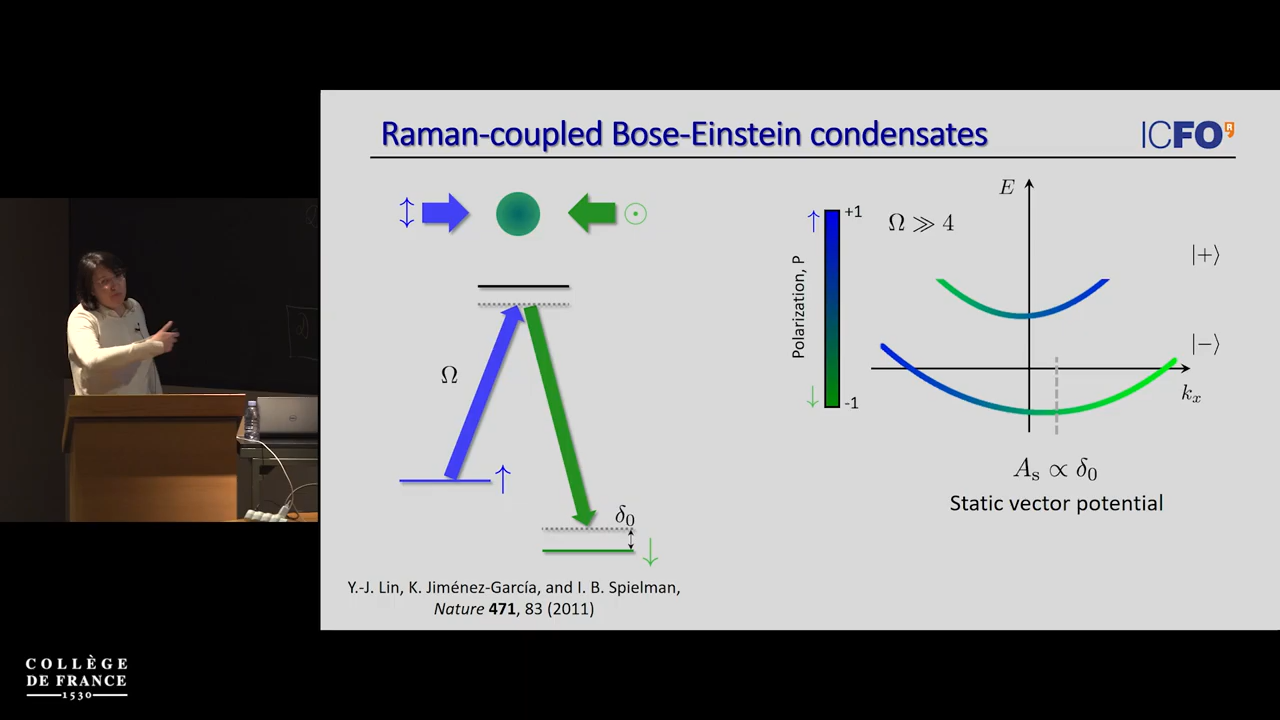 Raman-coupled Bose-Einstein condensates
ICFOR
↕
⊙
Ω
↑
δ₀
↓
Y.-J. Lin, K. Jiménez-García, and I. B. Spielman,
Nature 471, 83 (2011)
↑
+1
Polarization, P
↓
-1
Ω ≫ 4
E
|+⟩
|−⟩
kₓ
Aₛ ∝ δ₀
Static vector potential
COLLÈGE
DE FRANCE
1530